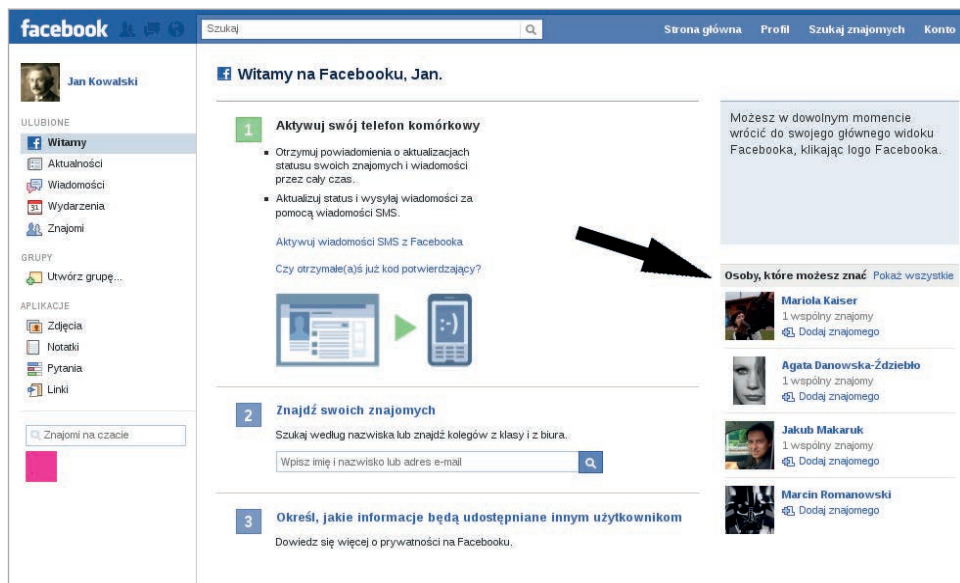 facebook
Szukaj
Strona główna Profil Szukaj znajomych Konto
Jan Kowalski
ULUBIONE
Witamy
Aktualności
Wiadomości
31 Wydarzenia
Znajomi
GRUPY
Utwórz grupę...
APLIKACJE
Zdjęcia
Notatki
Pytania
Linki
Znajomi na czacie
Witamy na Facebooku, Jan.
1 Aktywuj swój telefon komórkowy
Otrzymuj powiadomienia o aktualizacjach
statusu swoich znajomych i wiadomości
przez cały czas.
Aktualizuj status i wysyłaj wiadomości za
pomocą wiadomości SMS.
Aktywuj wiadomości SMS z Facebooka
Czy otrzymałe(a)ś już kod potwierdzający?
:-)
2 Znajdź swoich znajomych
Szukaj według nazwiska lub znajdź kolegów z klasy i z biura.
Wpisz imię i nazwisko lub adres e-mail
3 Określ, jakie informacje będą udostępniane innym użytkownikom
Dowiedz się więcej o prywatności na Facebooku.
Możesz w dowolnym momencie
wrócić do swojego głównego widoku
Facebooka, klikając logo Facebooka.
Osoby, które możesz znać Pokaż wszystkie
Mariola Kaiser
1 wspólny znajomy
Dodaj znajomego
Agata Danowska-Ździebło
1 wspólny znajomy
Dodaj znajomego
Jakub Makaruk
1 wspólny znajomy
Dodaj znajomego
Marcin Romanowski
Dodaj znajomego